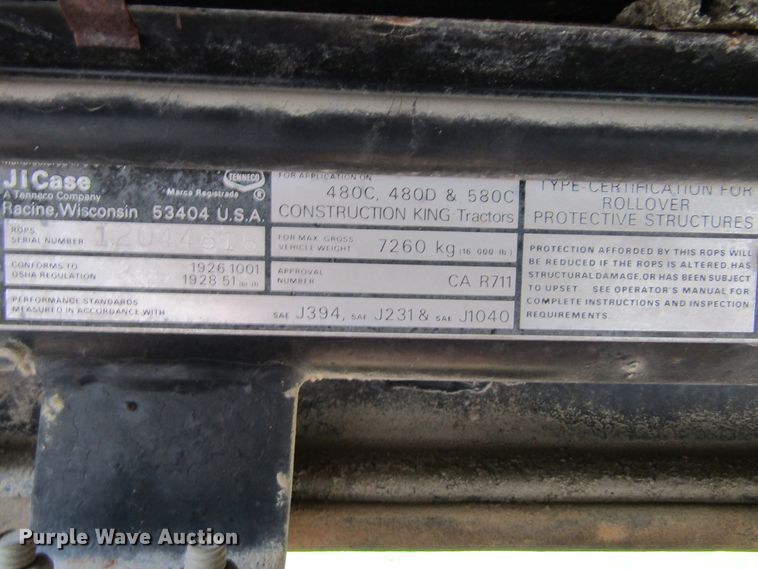 JI Case
A Tenneco Company
Racine, Wisconsin 53404 U.S.A.
Marca Registrada ®
TENNECO
ROPS
SERIAL NUMBER
CONFORMS TO
OSHA REGULATION
1926 1001
1928 51
PERFORMANCE STANDARDS
MEASURED IN ACCORDANCE WITH
SAE J394, SAE J231 & SAE J1040
FOR APPLICATION ON
480C, 480D & 580C
CONSTRUCTION KING Tractors
FOR MAX GROSS
VEHICLE WEIGHT
7260 kg (16 000 lb)
APPROVAL
NUMBER
CA R711
TYPE-CERTIFICATION FOR
ROLLOVER
PROTECTIVE STRUCTURES
PROTECTION AFFORDED BY THIS ROPS WILL
BE REDUCED IF THE ROPS IS ALTERED, HAS
STRUCTURAL DAMAGE, OR HAS BEEN SUBJECT
TO UPSET. SEE OPERATOR'S MANUAL FOR
COMPLETE INSTRUCTIONS AND INSPECTION
REQUIREMENTS.
Purple Wave Auction